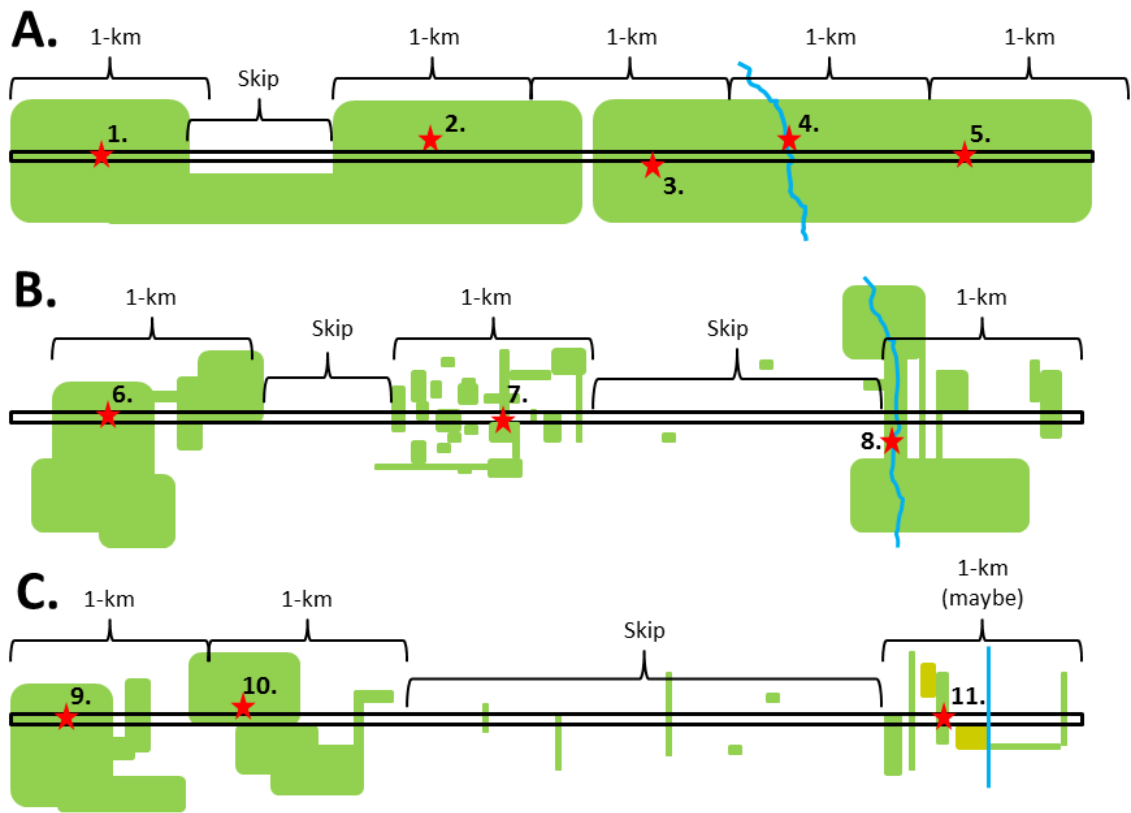 A.
1-km
1-km
1-km
1-km
1-km
Skip
1.
2.
3.
4.
5.
B.
1-km
Skip
1-km
Skip
1-km
6.
7.
8.
C.
1-km
1-km
Skip
1-km
(maybe)
9.
10.
11.